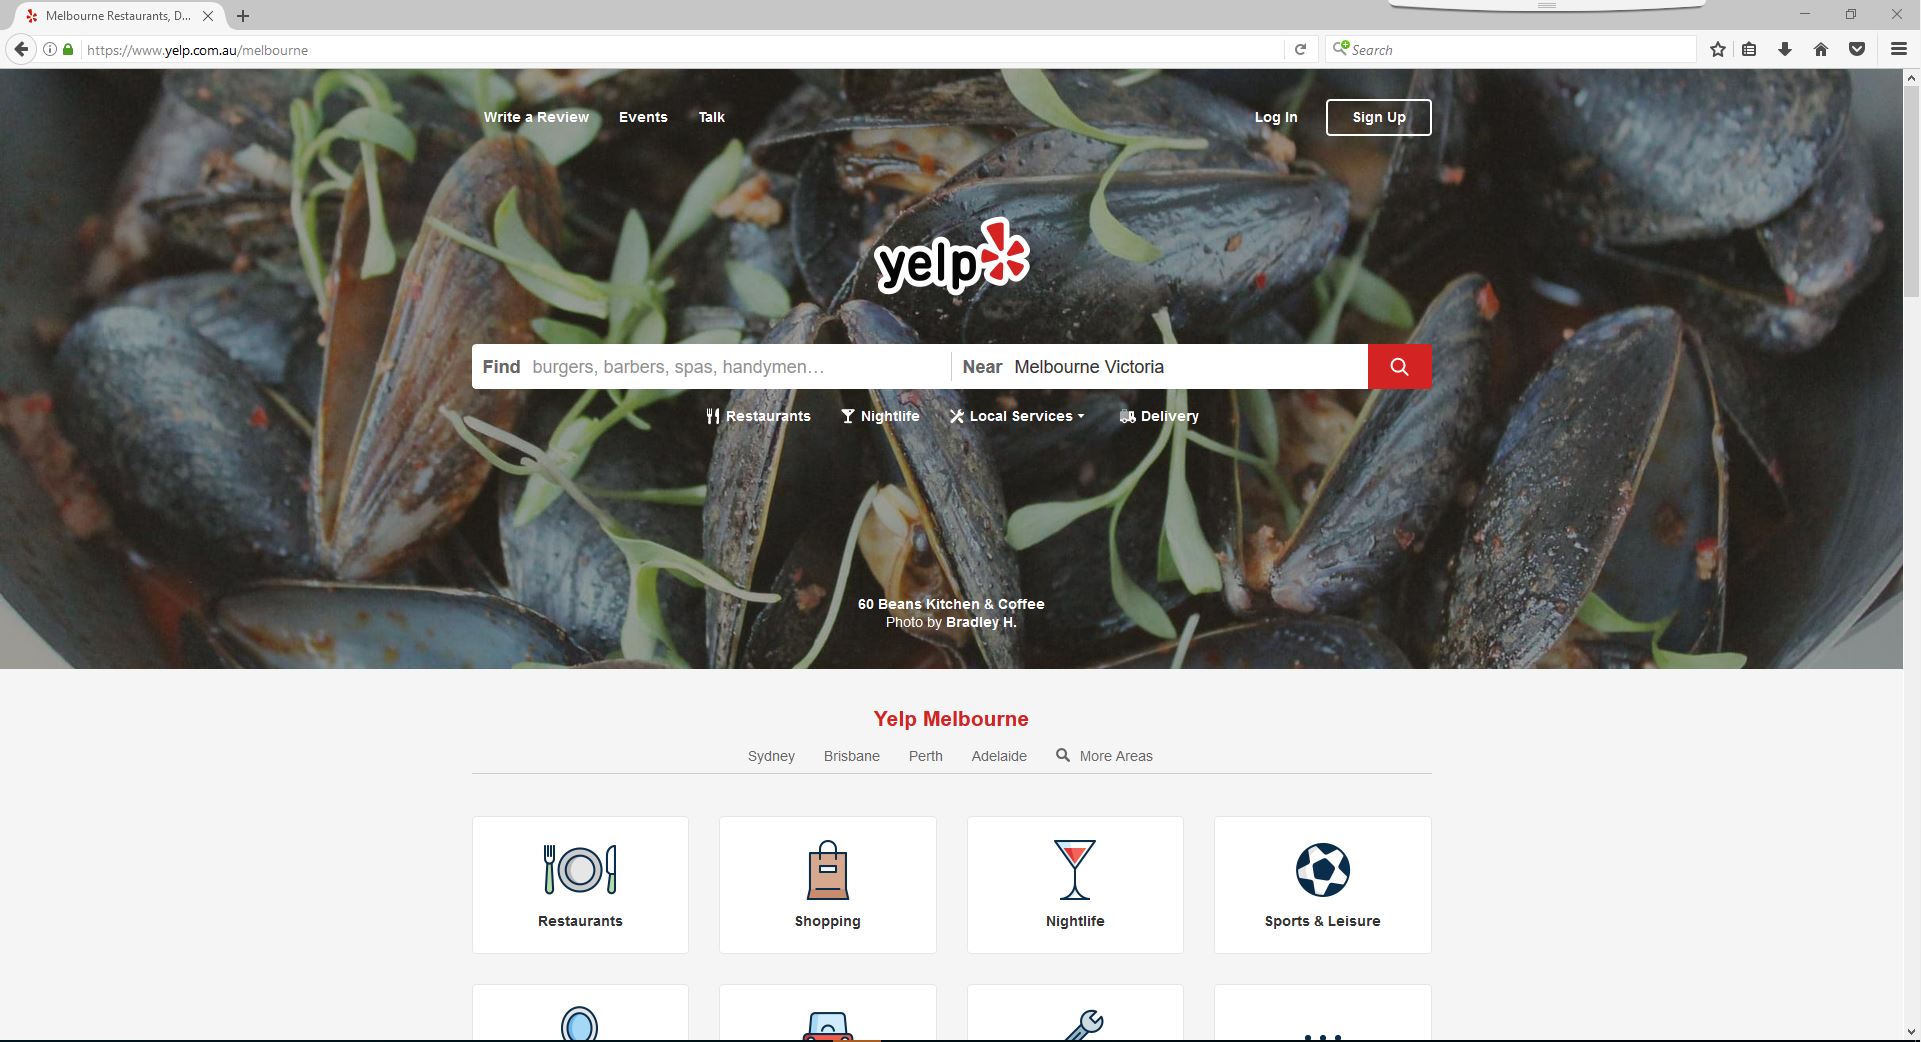 Melbourne Restaurants, D...
https://www.yelp.com.au/melbourne
Search
Write a Review Events Talk Log In Sign Up
yelp
Find burgers, barbers, spas, handymen… Near Melbourne Victoria
Restaurants Nightlife Local Services Delivery
60 Beans Kitchen & Coffee
Photo by Bradley H.
Yelp Melbourne
Sydney Brisbane Perth Adelaide More Areas
Restaurants Shopping Nightlife Sports & Leisure